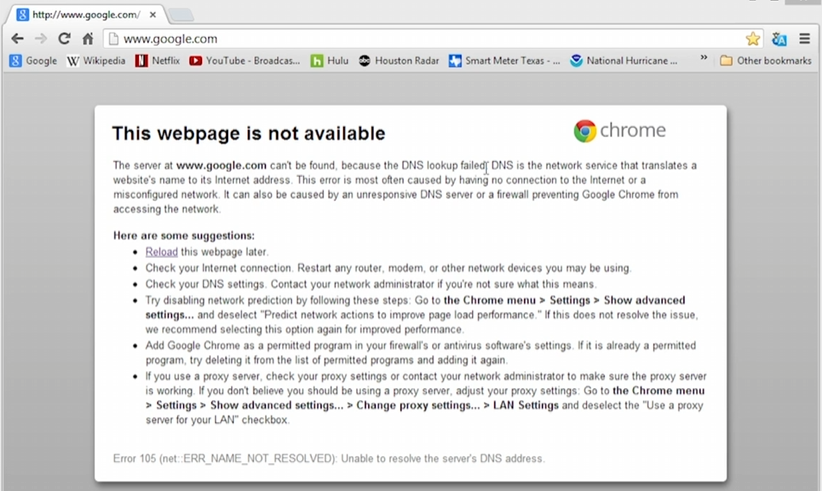 http://www.google.com/
www.google.com
Google Wikipedia Netflix YouTube - Broadcas... Hulu Houston Radar Smart Meter Texas - ... National Hurricane ... » Other bookmarks
This webpage is not available
chrome
The server at www.google.com can't be found, because the DNS lookup failed. DNS is the network service that translates a
website's name to its Internet address. This error is most often caused by having no connection to the Internet or a
misconfigured network. It can also be caused by an unresponsive DNS server or a firewall preventing Google Chrome from
accessing the network.
Here are some suggestions:
• Reload this webpage later.
• Check your Internet connection. Restart any router, modem, or other network devices you may be using.
• Check your DNS settings. Contact your network administrator if you're not sure what this means.
• Try disabling network prediction by following these steps: Go to the Chrome menu > Settings > Show advanced
settings... and deselect "Predict network actions to improve page load performance." If this does not resolve the issue,
we recommend selecting this option again for improved performance.
• Add Google Chrome as a permitted program in your firewall's or antivirus software's settings. If it is already a permitted
program, try deleting it from the list of permitted programs and adding it again.
• If you use a proxy server, check your proxy settings or contact your network administrator to make sure the proxy server
is working. If you don't believe you should be using a proxy server, adjust your proxy settings: Go to the Chrome menu
> Settings > Show advanced settings... > Change proxy settings... > LAN Settings and deselect the "Use a proxy
server for your LAN" checkbox.
Error 105 (net::ERR_NAME_NOT_RESOLVED): Unable to resolve the server's DNS address.